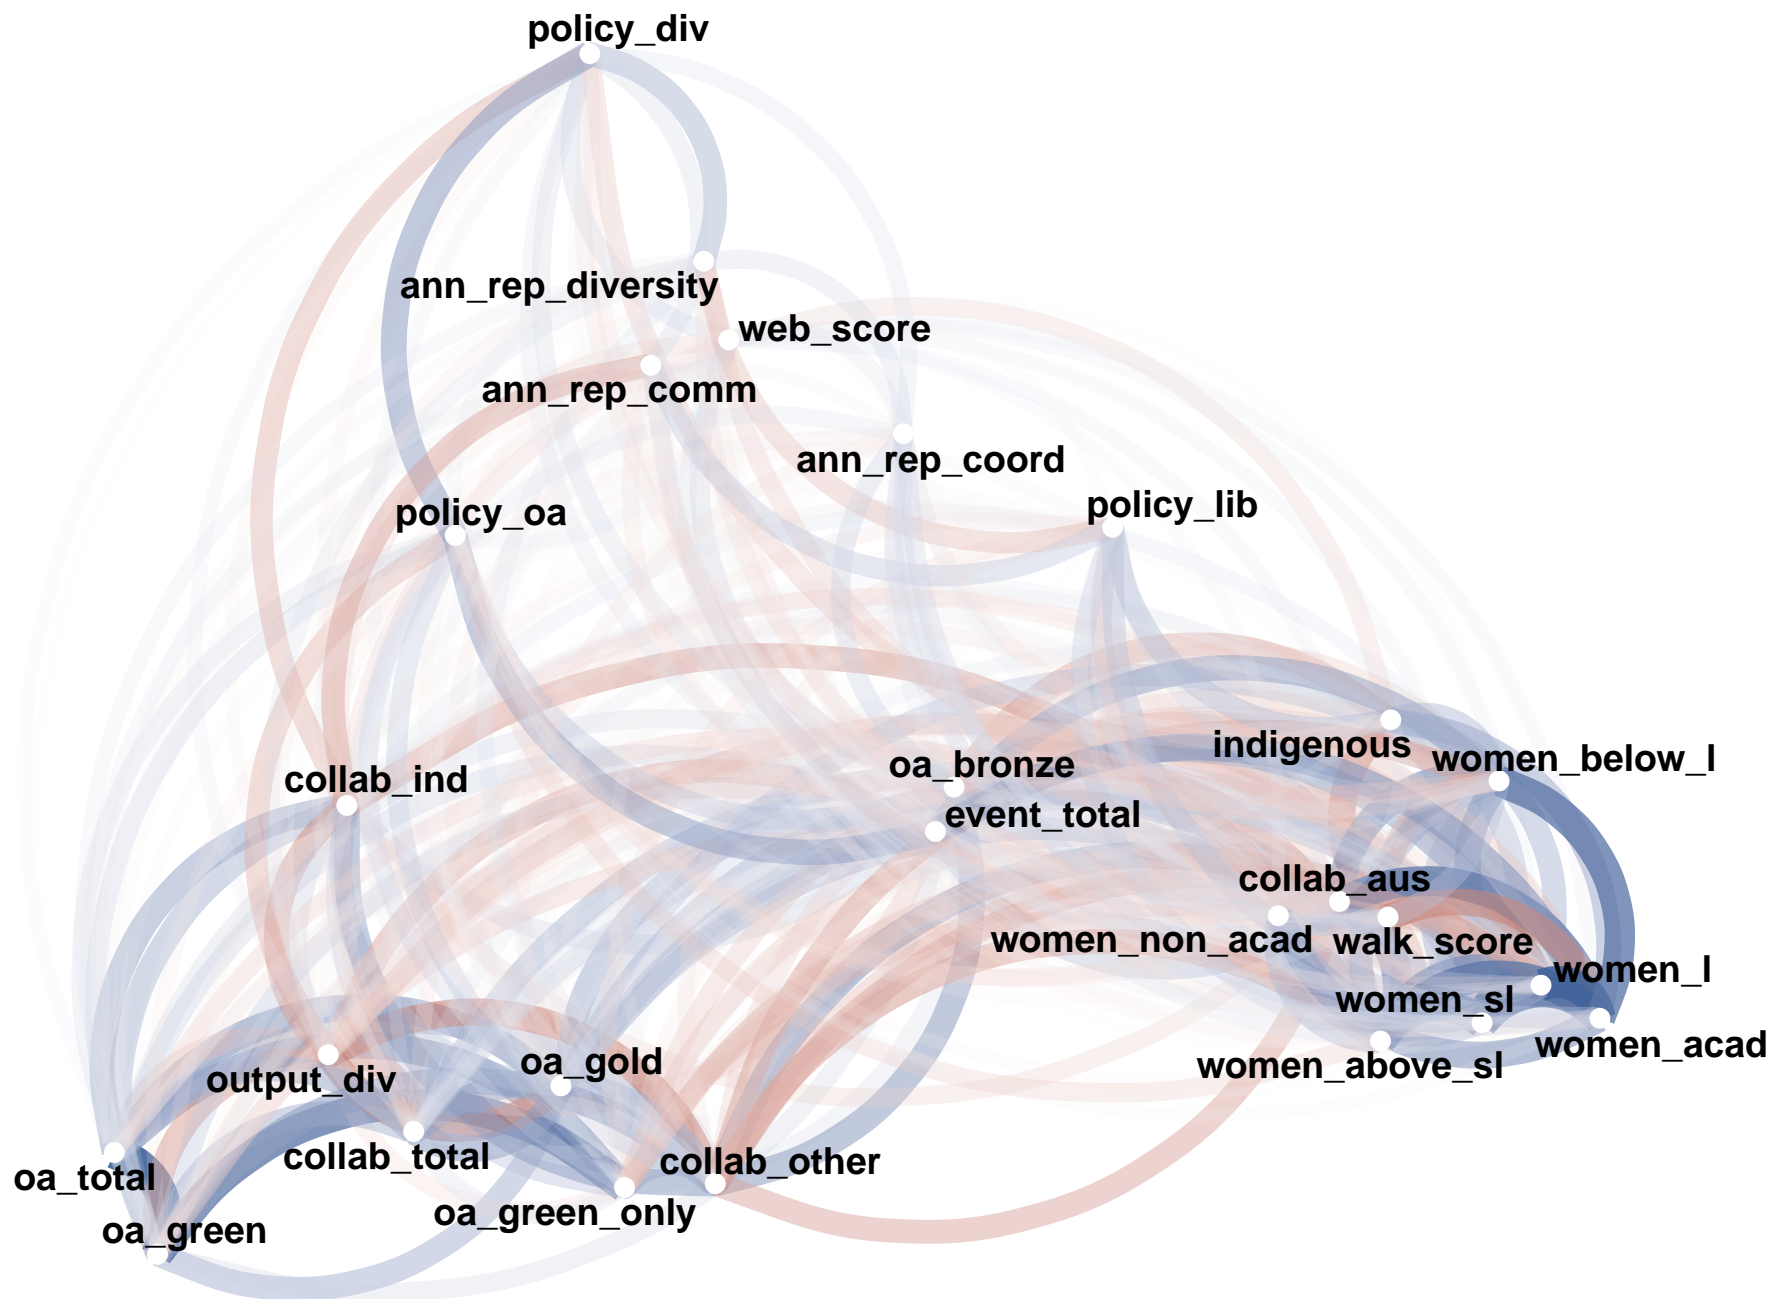 policy_div
ann_rep_diversity
web_score
ann_rep_comm
ann_rep_coord
policy_oa
policy_lib
indigenous
women_below_l
oa_bronze
collab_ind
event_total
collab_aus
women_non_acad
walk_score
women_l
women_sl
women_acad
women_above_sl
oa_gold
output_div
collab_total
collab_other
oa_total
oa_green_only
oa_green